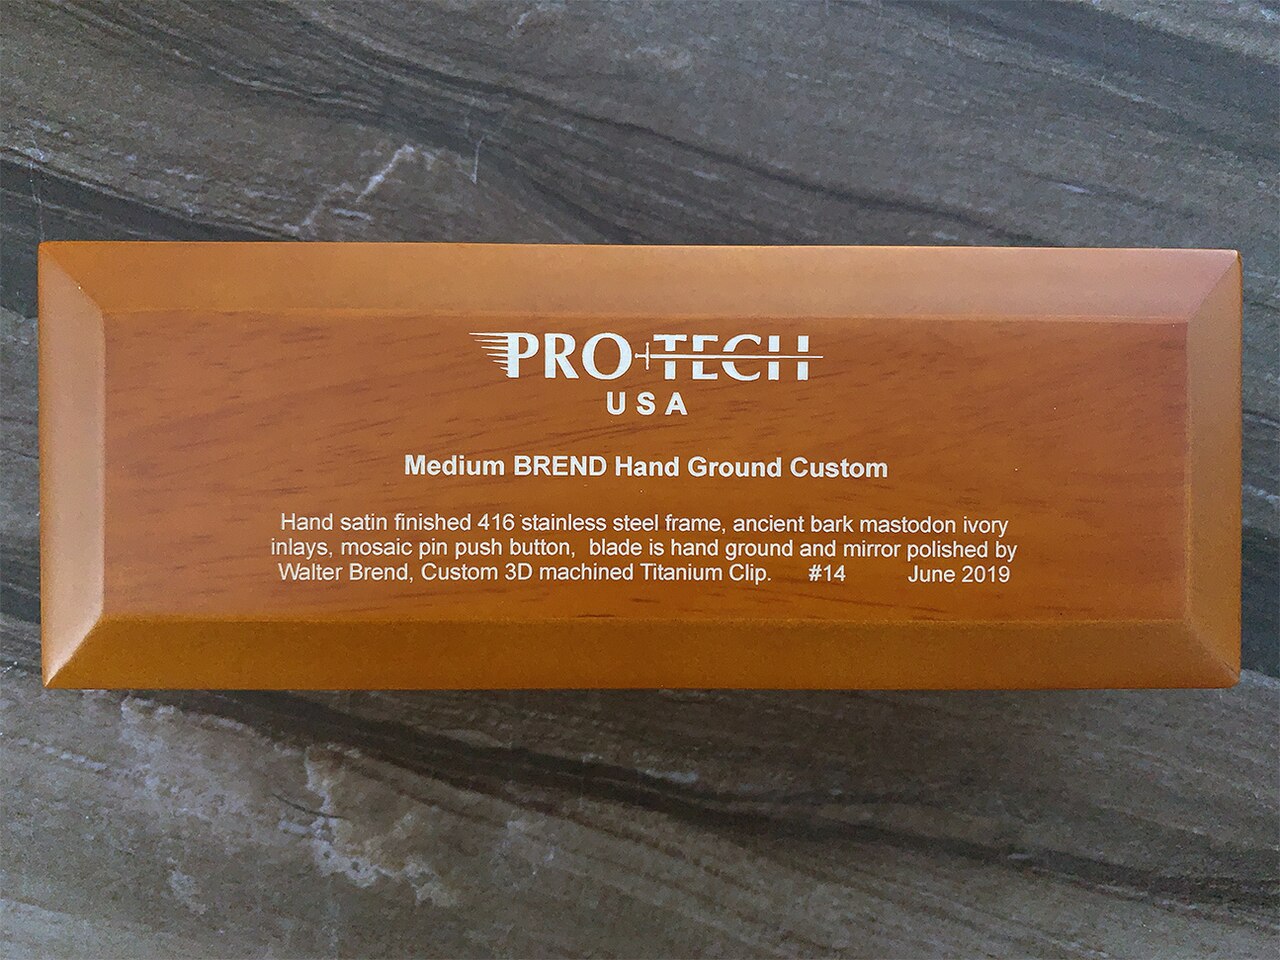 PRO-TECH
USA
Medium BREND Hand Ground Custom
Hand satin finished 416 stainless steel frame, ancient bark mastodon ivory
inlays, mosaic pin push button, blade is hand ground and mirror polished by
Walter Brend, Custom 3D machined Titanium Clip. #14 June 2019